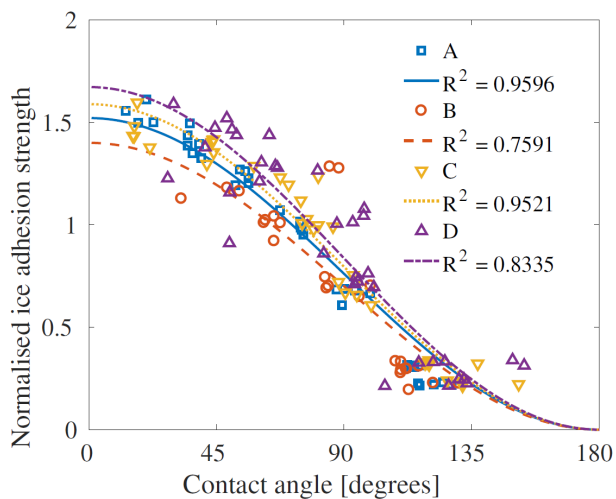 Normalised ice adhesion strength
2
1.5
1
0.5
0
A
R² = 0.9596
B
R² = 0.7591
C
R² = 0.9521
D
R² = 0.8335
0
45
90
135
180
Contact angle [degrees]